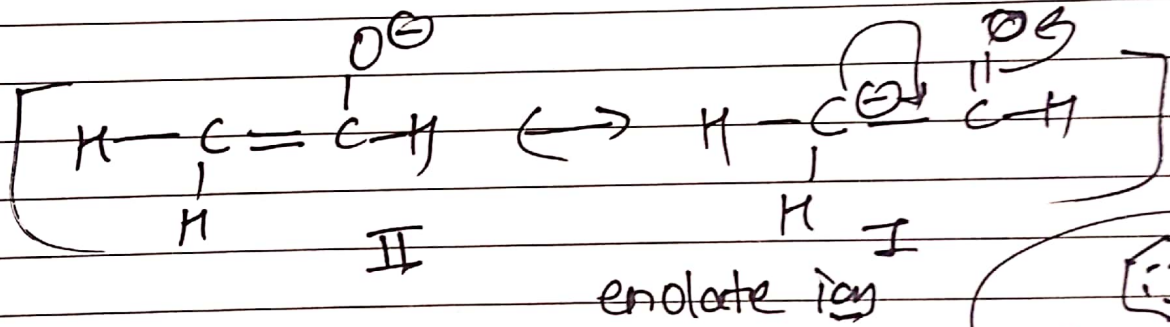 O⊖ O
H—C=C—H ⟷ H—C⊖—C—H
H H
II I
enolate ion